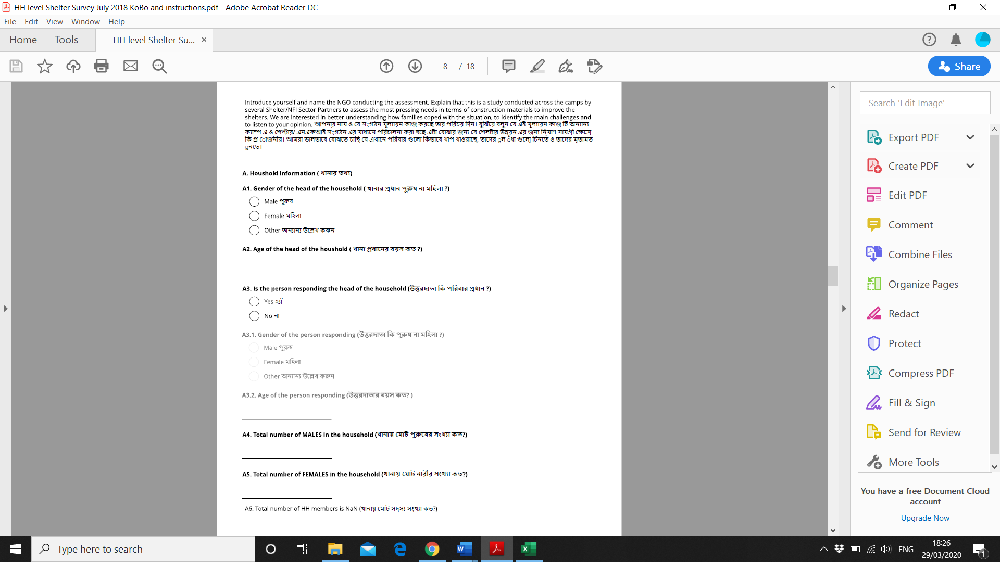 HH level Shelter Survey July 2018 KoBo and instructions.pdf - Adobe Acrobat Reader DC
File Edit View Window Help
Home Tools HH level Shelter Su... ×
8 / 18
Share
Introduce yourself and name the NGO conducting the assessment. Explain that this is a study conducted across the camps by
several Shelter/NFI Sector Partners to assess the most pressing needs in terms of construction materials to improve the
shelters. We are interested in better understanding how families coped with the situation, to identify the main challenges and
to listen to your opinion. আপনার নাম ও যে সংগঠন মূল্যায়ন কাজ করছে তার পরিচয় দিন। বুঝিয়ে বলুন যে এই মূল্যায়ন কাজ টি অন্যান্য
ক্যাম্প এ ও শেল্টার/ এনএফআই সংগঠন এর মাধ্যমে পরিচালনা করা হছে এটা বোঝার জন্য যে শেলটার উন্নয়ন এর জন্য নির্মাণ সামগ্রী ক্ষেত্রে
কি প্র োজনীয়। আমরা ভালভাবে বোঝতে চাছি যে এখানে পরিবার গুলো কিভাবে খাপ খাওয়াছে, তাদের ূল ঁধা গুলো চিনতে ও তাদের মতামত
ুনতে।
A. Houshold information ( খানার তথ্য)
A1. Gender of the head of the household ( খানার প্রধান পুরুষ না মহিলা ?)
Male পুরুষ
Female মহিলা
Other অন্যান্য উল্লেখ করুন
A2. Age of the head of the houshold ( খানা প্রধানের বয়স কত ?)
A3. Is the person responding the head of the household (উত্তরদাতা কি পরিবার প্রধান ?)
Yes হ্যাঁ
No না
A3.1. Gender of the person responding (উত্তরদাতা কি পুরুষ না মহিলা ?)
Male পুরুষ
Female মহিলা
Other অন্যান্য উল্লেখ করুন
A3.2. Age of the person responding (উত্তরদাতার বয়স কত? )
A4. Total number of MALES in the household (খানায় মোট পুরুষের সংখ্যা কত?)
A5. Total number of FEMALES in the household (খানায় মোট নারীর সংখ্যা কত?)
A6. Total number of HH members is NaN (খানায় মোট সদস্য সংখ্যা কত?)
Search 'Edit Image'
Export PDF
Create PDF
Edit PDF
Comment
Combine Files
Organize Pages
Redact
Protect
Compress PDF
Fill & Sign
Send for Review
More Tools
You have a free Document Cloud
account
Upgrade Now
Type here to search
ENG
18:26
29/03/2020
1